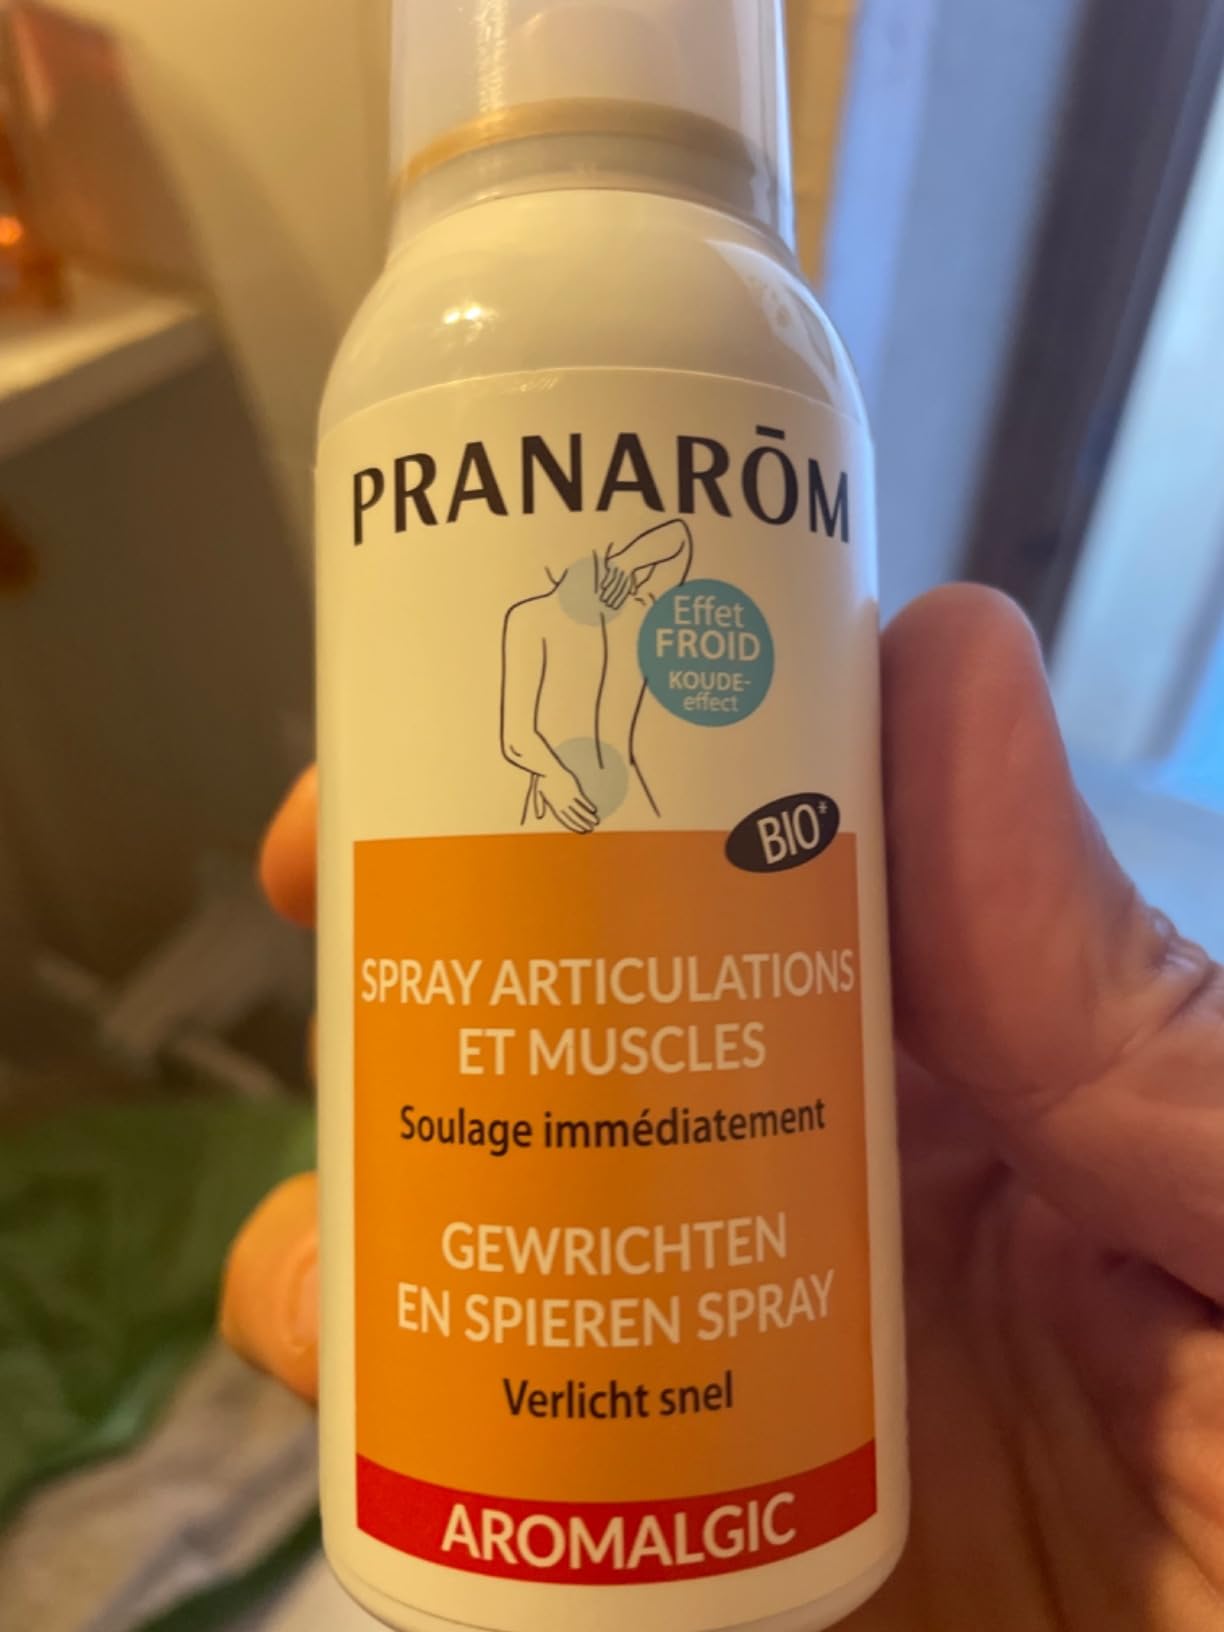 PRANARŌM
Effet
FROID
KOUDE-
effect
BIO*
SPRAY ARTICULATIONS
ET MUSCLES
Soulage immédiatement
GEWRICHTEN
EN SPIEREN SPRAY
Verlicht snel
AROMALGIC